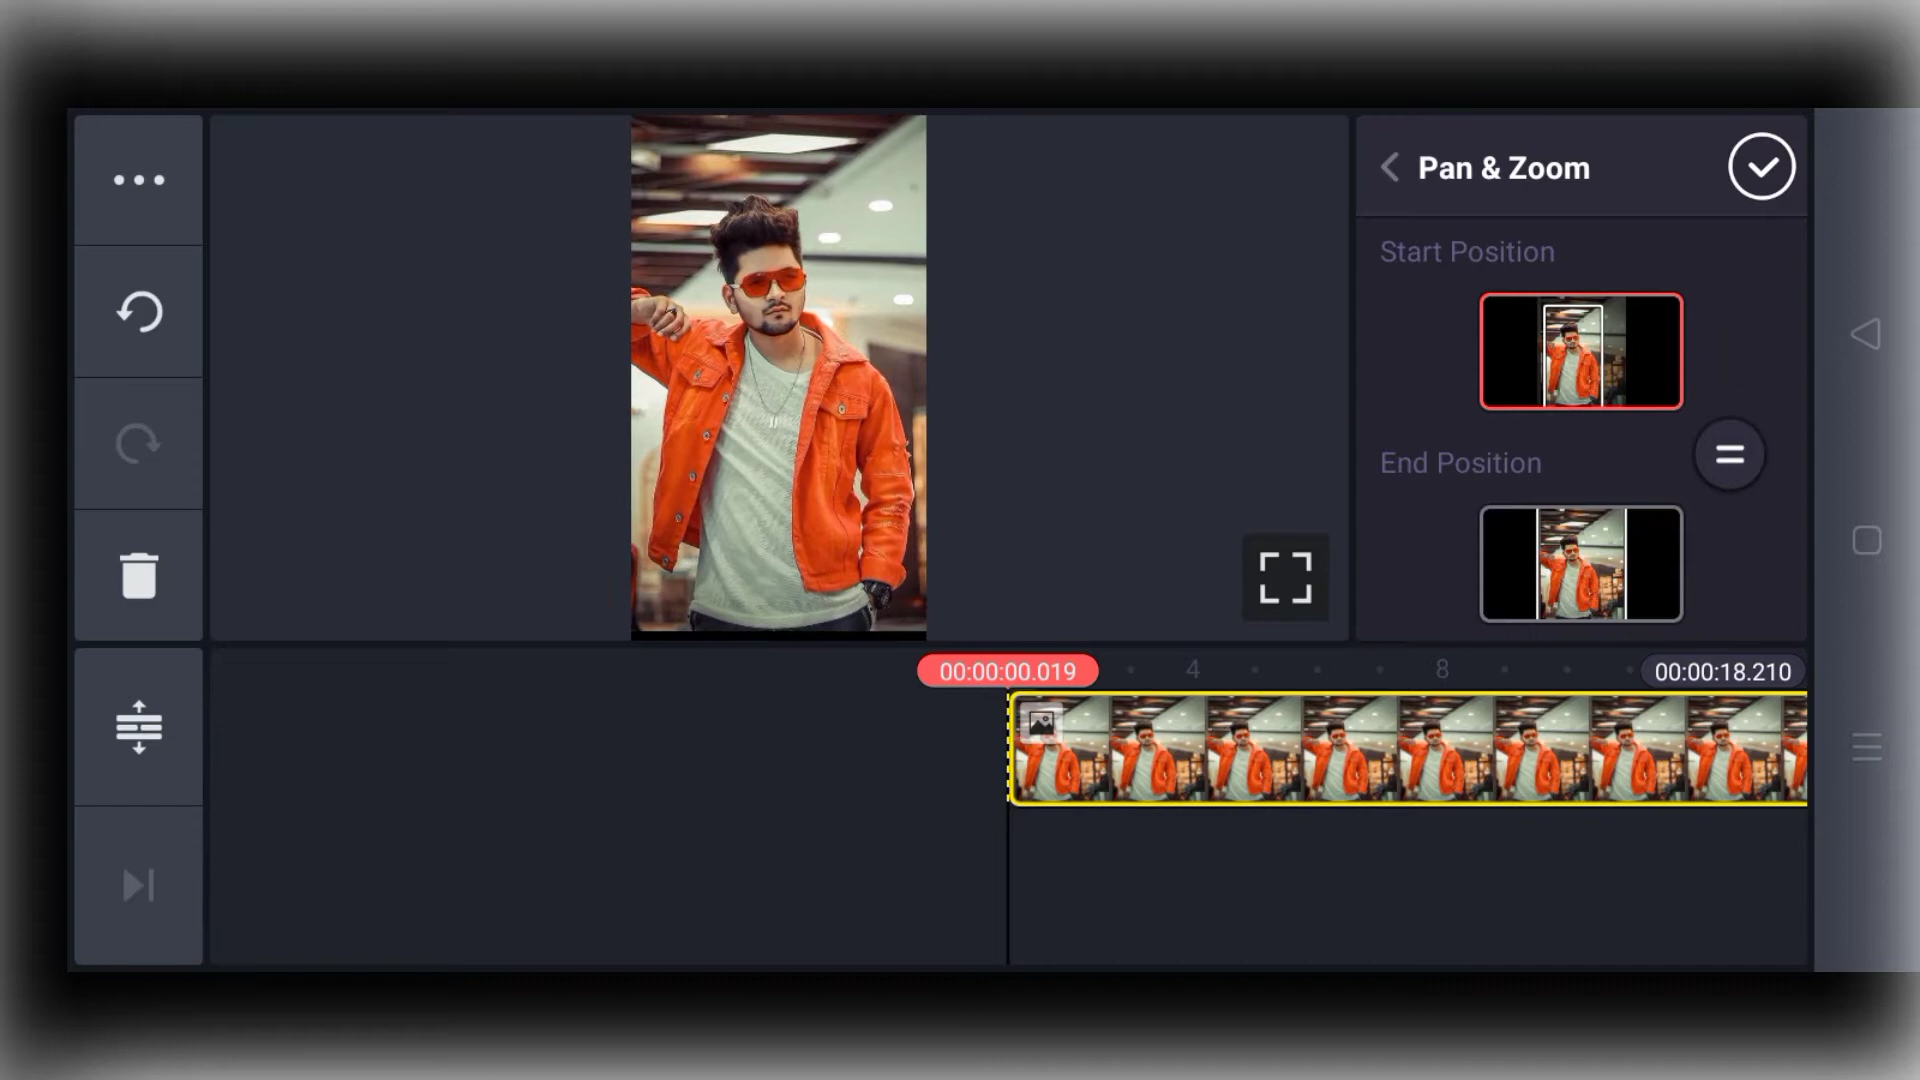 Pan & Zoom
Start Position
End Position
00:00:00.019
4
8
00:00:18.210